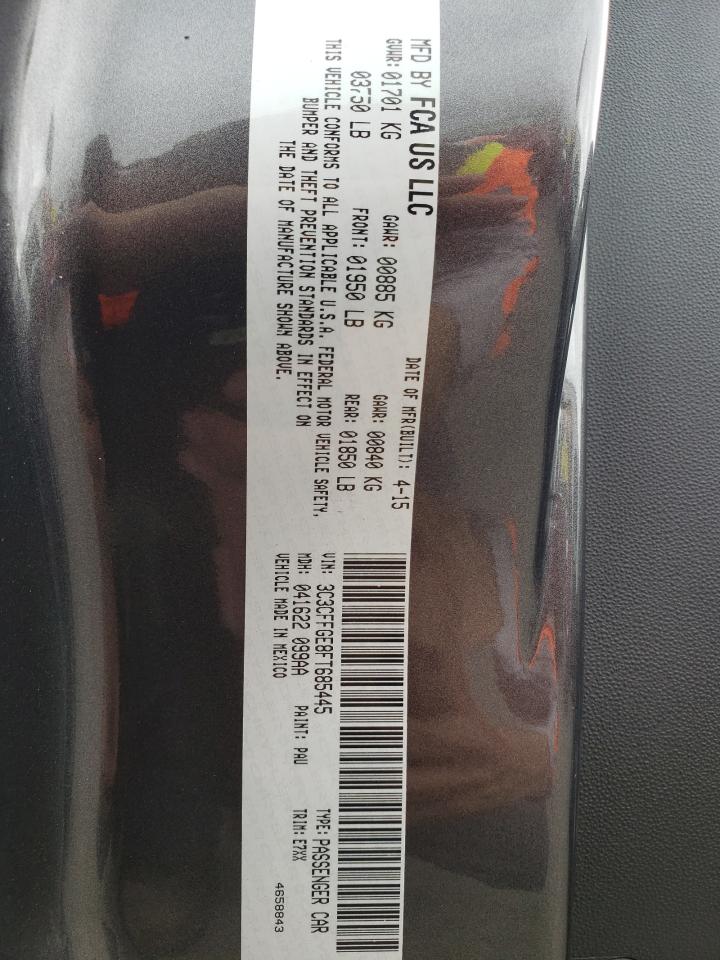 MFD BY FCA US LLC
DATE OF MFR(BUILT): 4-15
GVWR: 01701 KG GAWR: 00885 KG GAWR: 00840 KG
03750 LB FRONT: 01950 LB REAR: 01850 LB
THIS VEHICLE CONFORMS TO ALL APPLICABLE U.S.A. FEDERAL MOTOR VEHICLE SAFETY,
BUMPER AND THEFT PREVENTION STANDARDS IN EFFECT ON
THE DATE OF MANUFACTURE SHOWN ABOVE.
VIN: 3C3CFFGE8FT685445 TYPE: PASSENGER CAR
MDH: 041622 099AA PAINT: PAU TRIM: E7XX
VEHICLE MADE IN MEXICO 4658843